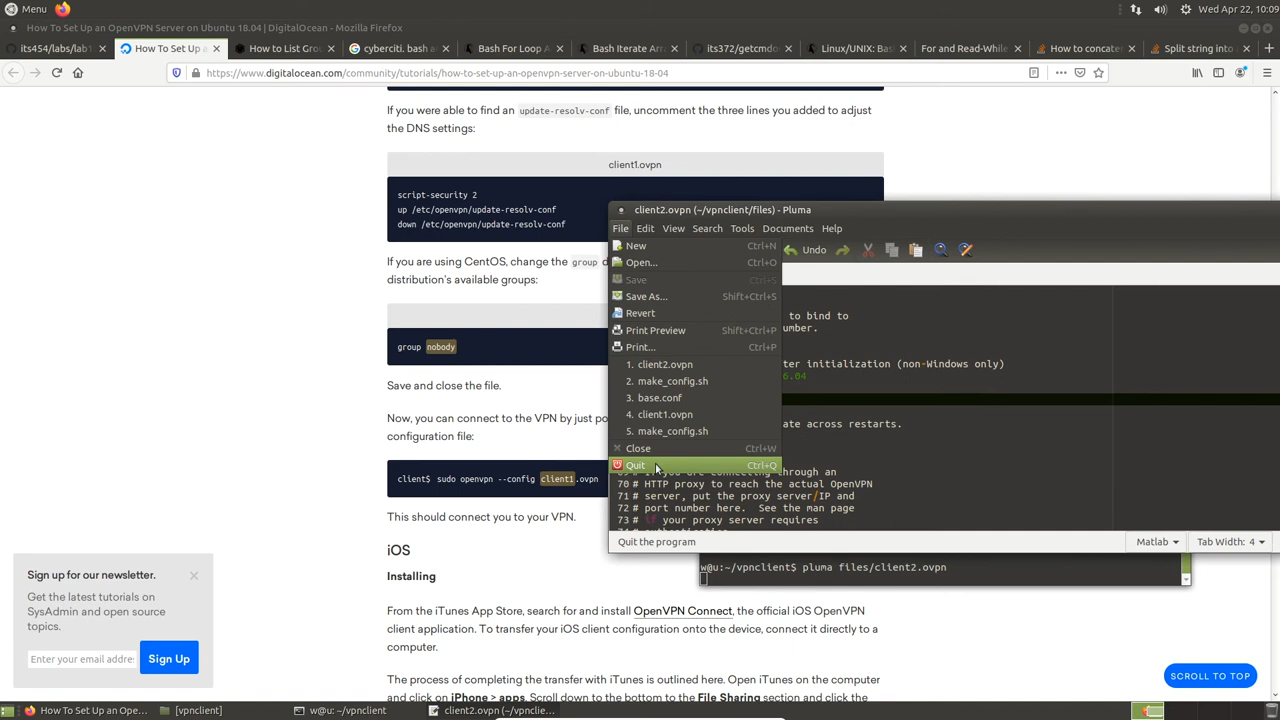 Menu
Wed Apr 22, 10:09
How To Set Up an OpenVPN Server on Ubuntu 18.04 | DigitalOcean - Mozilla Firefox
its454/labs/lab1
How To Set Up a
How to List Grou
cyberciti. bash ar
Bash For Loop A
Bash Iterate Arra
its372/getcmdo
Linux/UNIX: Bas
For and Read-While
How to concate
Split string into
https://www.digitalocean.com/community/tutorials/how-to-set-up-an-openvpn-server-on-ubuntu-18-04
If you were able to find an update-resolv-conf file, uncomment the three lines you added to adjust
the DNS settings:
client1.ovpn
script-security 2
up /etc/openvpn/update-resolv-conf
down /etc/openvpn/update-resolv-conf
If you are using CentOS, change the group d
distribution's available groups:
group nobody
Save and close the file.
Now, you can connect to the VPN by just po
configuration file:
client$ sudo openvpn --config client1.ovpn
This should connect you to your VPN.
iOS
Installing
From the iTunes App Store, search for and install OpenVPN Connect, the official iOS OpenVPN
client application. To transfer your iOS client configuration onto the device, connect it directly to a
computer.
The process of completing the transfer with iTunes is outlined here. Open iTunes on the computer
and click on iPhone > apps. Scroll down to the bottom to the File Sharing section and click the
Sign up for our newsletter.
Get the latest tutorials on
SysAdmin and open source
topics.
Enter your email addre
Sign Up
SCROLL TO TOP
client2.ovpn (~/vpnclient/files) - Pluma
File Edit View Search Tools Documents Help
Undo
New Ctrl+N
Open... Ctrl+O
Save Ctrl+S
Save As... Shift+Ctrl+S
Revert
Print Preview Shift+Ctrl+P
Print... Ctrl+P
1. client2.ovpn
2. make_config.sh
3. base.conf
4. client1.ovpn
5. make_config.sh
Close Ctrl+W
Quit Ctrl+Q
to bind to
umber.
ter initialization (non-Windows only)
6.04
ate across restarts.
69 # If you are connecting through an
70 # HTTP proxy to reach the actual OpenVPN
71 # server, put the proxy server/IP and
72 # port number here.  See the man page
73 # if your proxy server requires
Quit the program
Matlab
Tab Width: 4
w@u:~/vpnclient$ pluma files/client2.ovpn
How To Set Up an Ope...
[vpnclient]
w@u: ~/vpnclient
client2.ovpn (~/vpnclie...